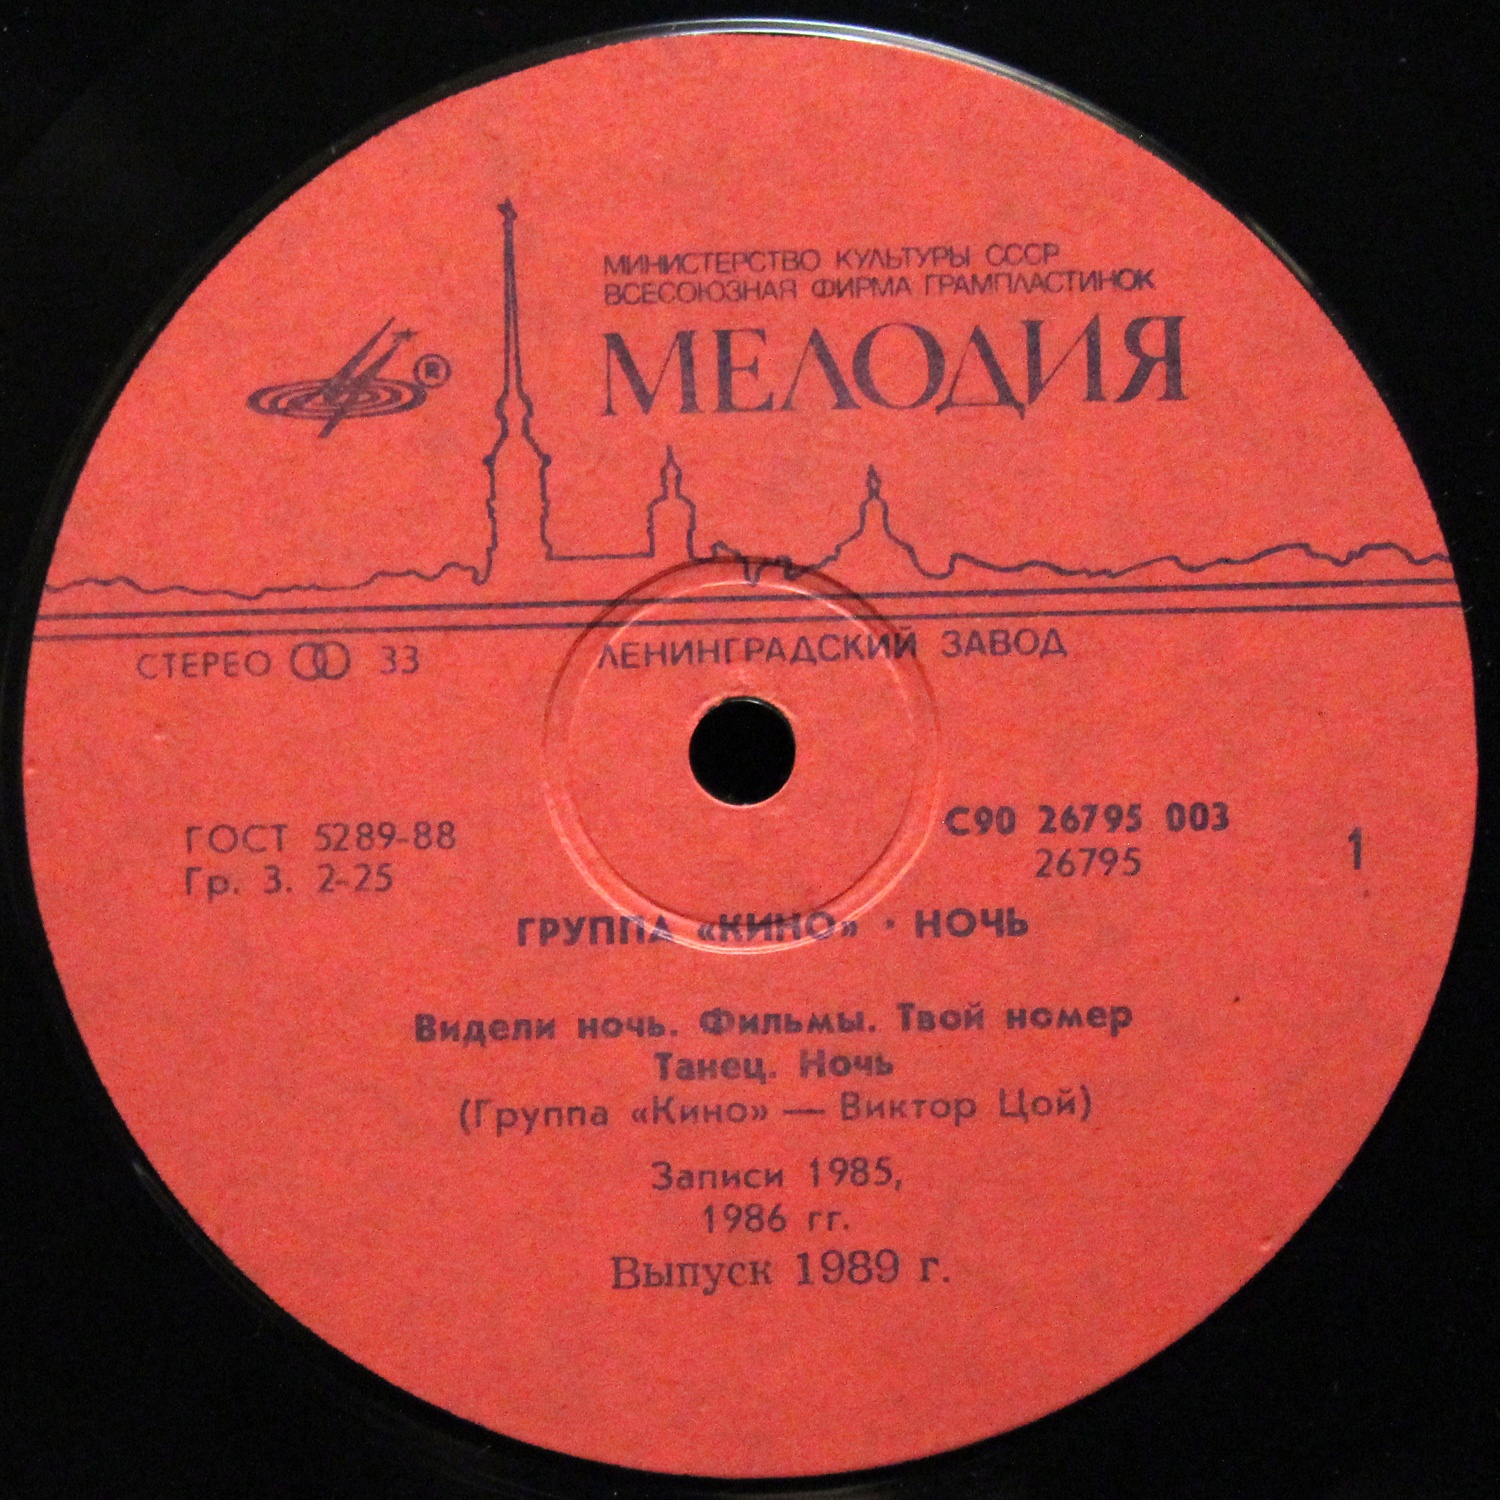 МИНИСТЕРСТВО КУЛЬТУРЫ СССР
ВСЕСОЮЗНАЯ ФИРМА ГРАМПЛАСТИНОК
МЕЛОДИЯ
®
СТЕРЕО 33
ЛЕНИНГРАДСКИЙ ЗАВОД
ГОСТ 5289-88
Гр. 3. 2-25
С90 26795 003
26795
1
ГРУППА «КИНО» · НОЧЬ
Видели ночь. Фильмы. Твой номер
Танец. Ночь
(Группа «Кино» — Виктор Цой)
Записи 1985,
1986 гг.
Выпуск 1989 г.